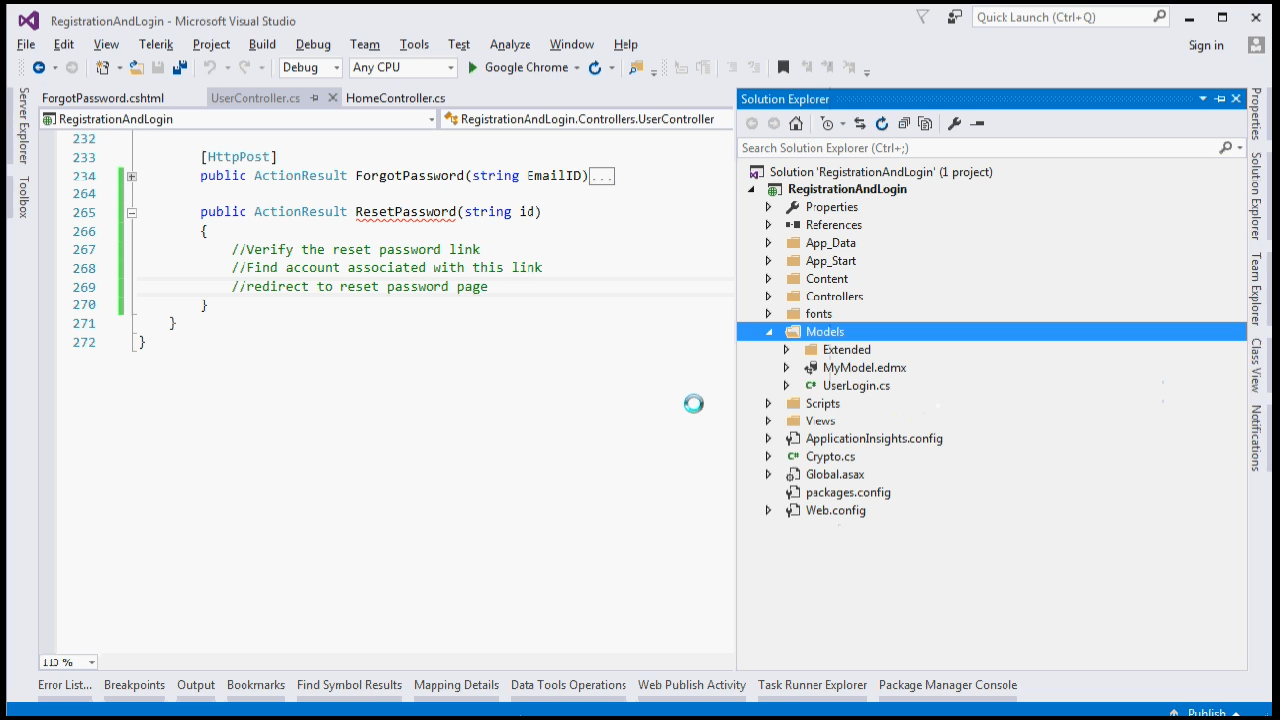 RegistrationAndLogin - Microsoft Visual Studio
Quick Launch (Ctrl+Q)
File Edit View Telerik Project Build Debug Team Tools Test Analyze Window Help
Sign in
Debug Any CPU Google Chrome
Server Explorer
Toolbox
ForgotPassword.cshtml UserController.cs HomeController.cs
RegistrationAndLogin RegistrationAndLogin.Controllers.UserController
232
233 [HttpPost]
234 public ActionResult ForgotPassword(string EmailID)...
264
265 public ActionResult ResetPassword(string id)
266 {
267 //Verify the reset password link
268 //Find account associated with this link
269 //redirect to reset password page
270 }
271 }
272 }
113 %
Solution Explorer
Search Solution Explorer (Ctrl+;)
Solution 'RegistrationAndLogin' (1 project)
RegistrationAndLogin
Properties
References
App_Data
App_Start
Content
Controllers
fonts
Models
Extended
MyModel.edmx
C# UserLogin.cs
Scripts
Views
ApplicationInsights.config
C# Crypto.cs
Global.asax
packages.config
Web.config
Properties
Solution Explorer
Team Explorer
Class View
Notifications
Error List... Breakpoints Output Bookmarks Find Symbol Results Mapping Details Data Tools Operations Web Publish Activity Task Runner Explorer Package Manager Console
Publish